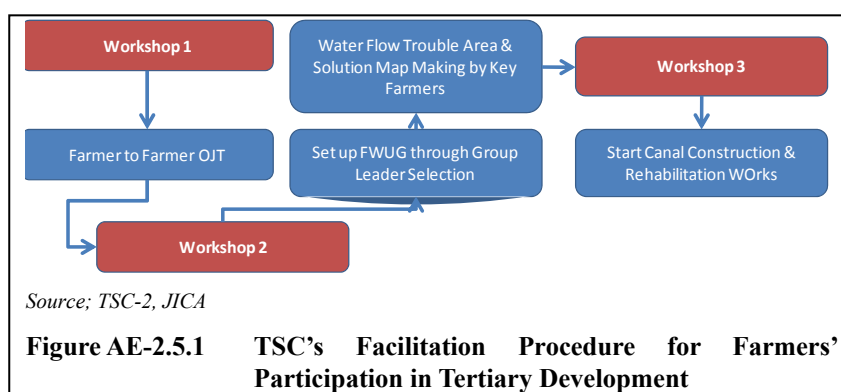 Workshop 1
Farmer to Farmer OJT
Workshop 2
Set up FWUG through Group
Leader Selection
Water Flow Trouble Area &
Solution Map Making by Key
Farmers
Workshop 3
Start Canal Construction &
Rehabilitation WOrks
Source; TSC-2, JICA
Figure AE-2.5.1 TSC's Facilitation Procedure for Farmers'
Participation in Tertiary Development